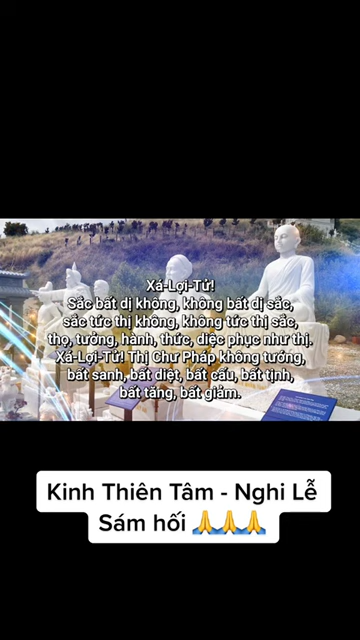 Xá-Lợi-Tử!
Sắc bất dị không, không bất dị sắc,
sắc tức thị không, không tức thị sắc,
thọ, tưởng, hành, thức, diệc phục như thị.
Xá-Lợi-Tử! Thị Chư Pháp không tướng,
bất sanh, bất diệt, bất cấu, bất tịnh,
bất tăng, bất giảm.
Kinh Thiên Tâm - Nghi Lễ
Sám hối 🙏🙏🙏